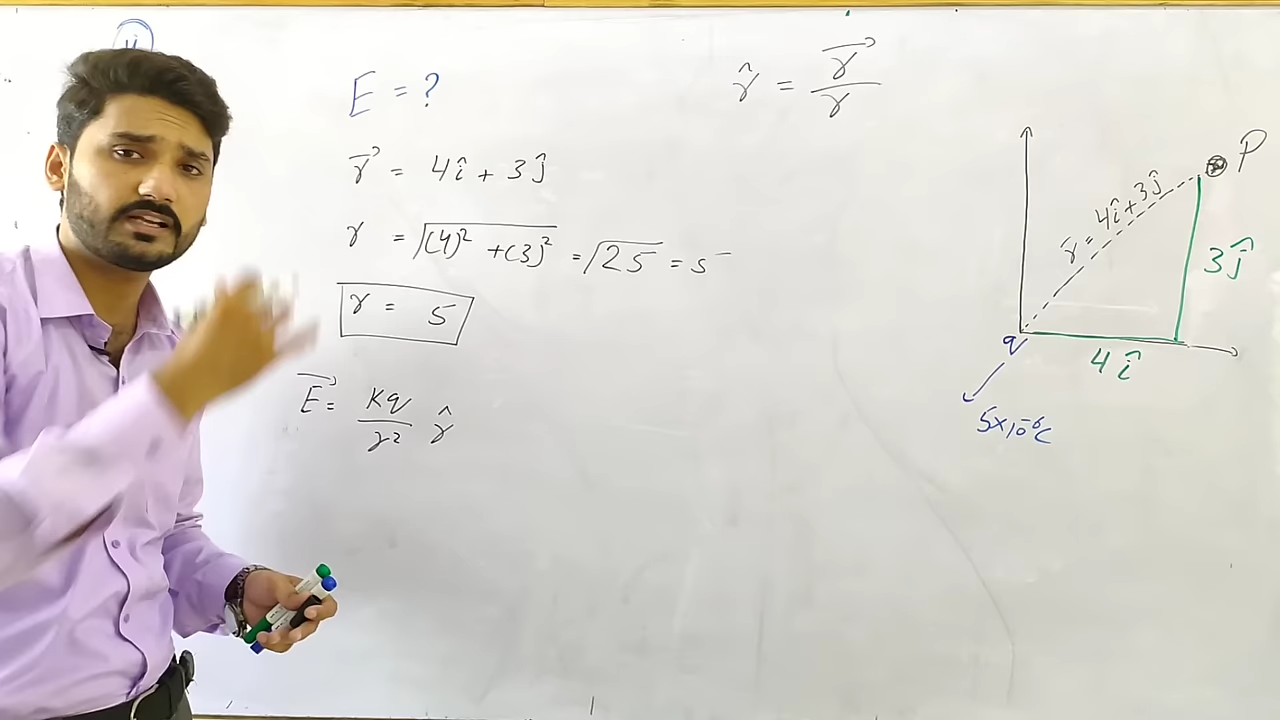 E = ?
r⃗ = 4î + 3ĵ
r = √(4)² + (3)² = √25 = 5
r = 5
E⃗ = Kq/r² r̂
r̂ = r⃗/r
P
r̄ = 4î+3ĵ
3ĵ
q
4î
5×10⁻⁶C